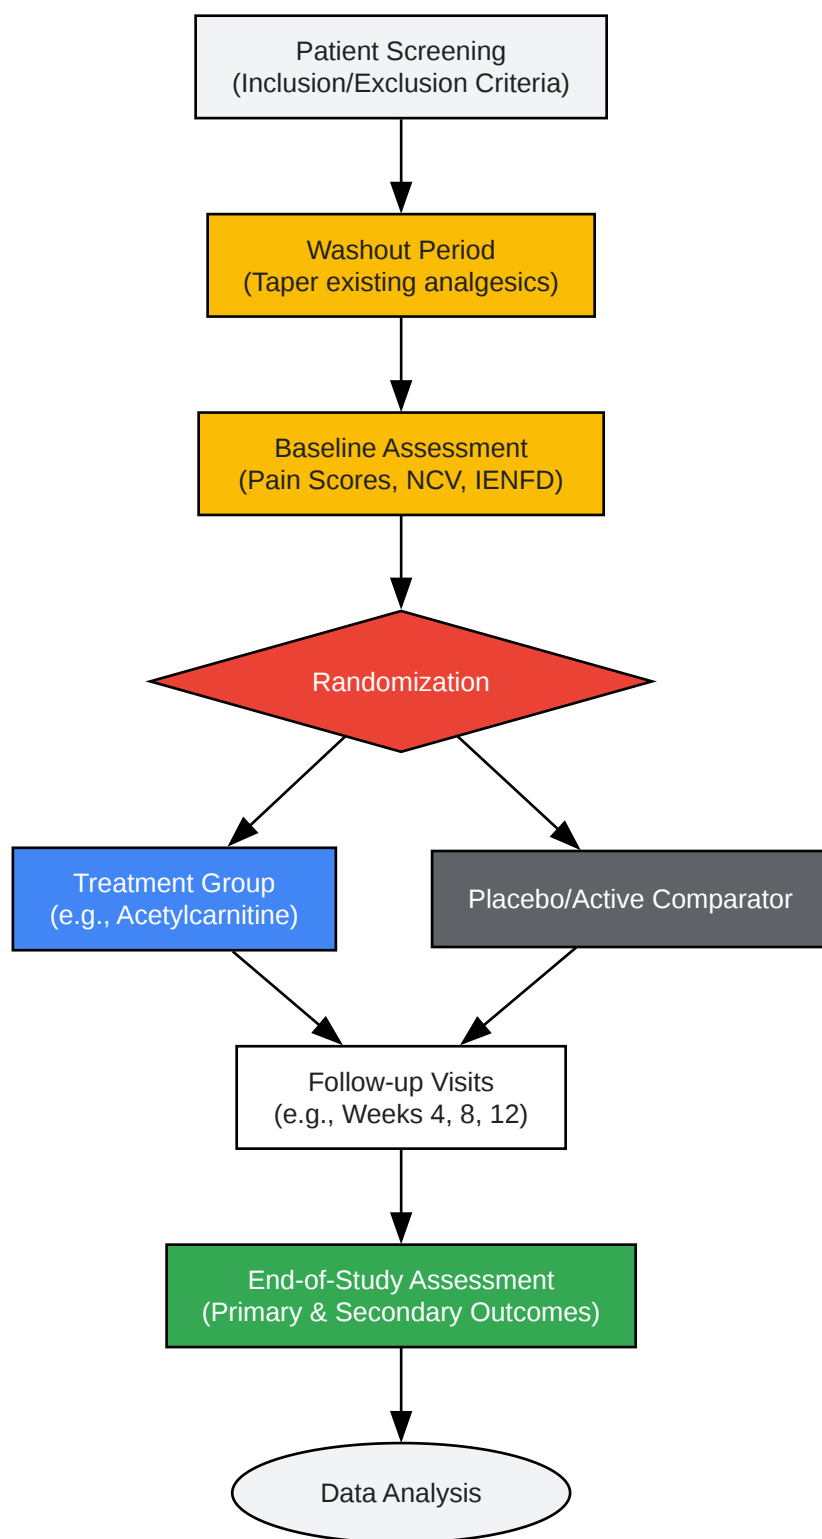 Patient Screening
(Inclusion/Exclusion Criteria)
Washout Period
(Taper existing analgesics)
Baseline Assessment
(Pain Scores, NCV, IENFD)
Randomization
Treatment Group
(e.g., Acetylcarnitine)
Placebo/Active Comparator
Follow-up Visits
(e.g., Weeks 4, 8, 12)
End-of-Study Assessment
(Primary & Secondary Outcomes)
Data Analysis